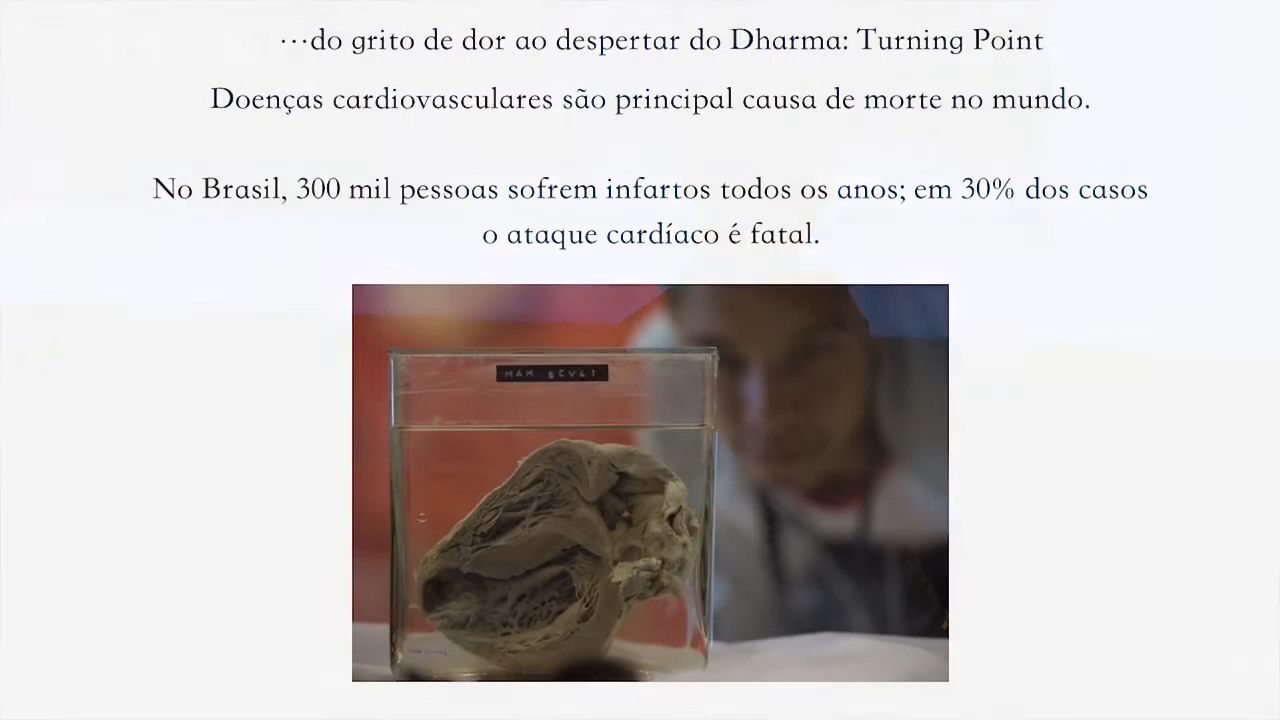 …do grito de dor ao despertar do Dharma: Turning Point
Doenças cardiovasculares são principal causa de morte no mundo.
No Brasil, 300 mil pessoas sofrem infartos todos os anos; em 30% dos casos
o ataque cardíaco é fatal.